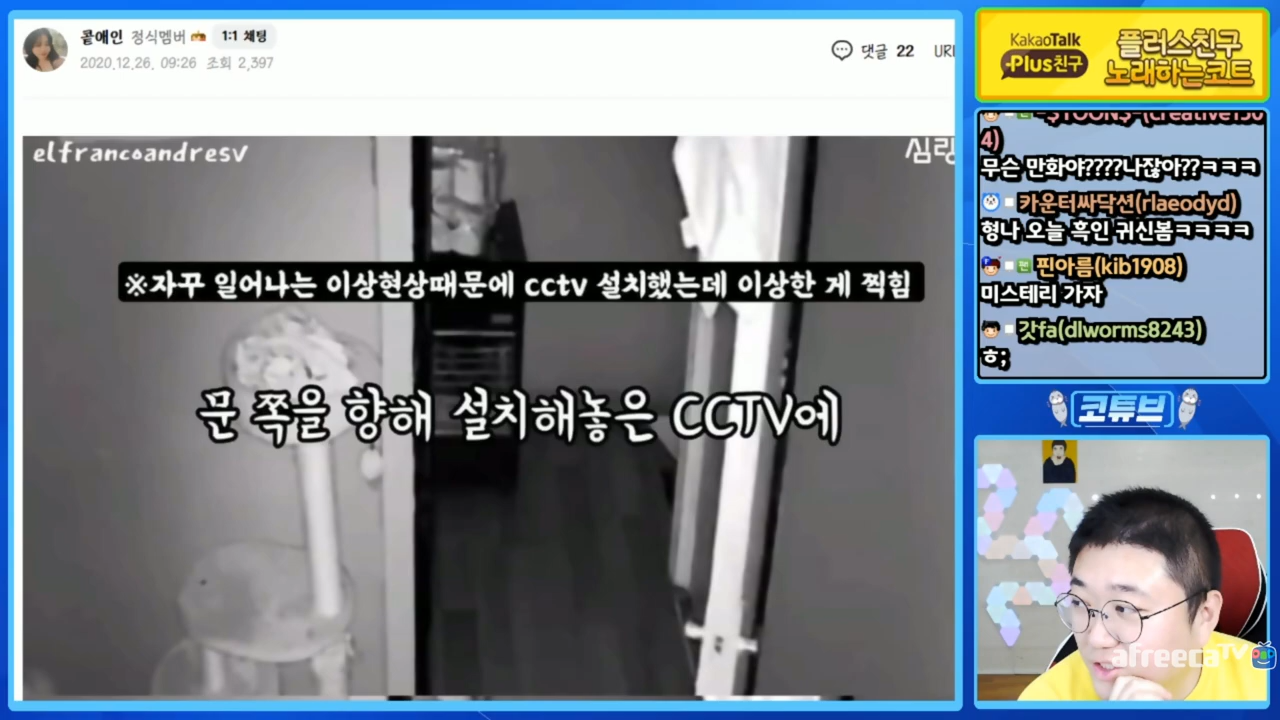 콭애인 정식멤버 1:1 채팅
2020.12.26. 09:26 조회 2,397
댓글 22 URL
elfrancoandresv
※자꾸 일어나는 이상현상때문에 cctv 설치했는데 이상한 게 찍힘
문 쪽을 향해 설치해놓은 CCTV에
KakaoTalk
Plus친구
플러스친구
노래하는코트
4)
무슨 만화야????나잖아??ㅋㅋㅋ
카운터싸닥션(rlaeodyd)
형나 오늘 흑인 귀신봄ㅋㅋㅋㅋ
핀아름(kib1908)
미스테리 가자
갓fa(dlworms8243)
ㅎ;
코튜브
afreecaTV